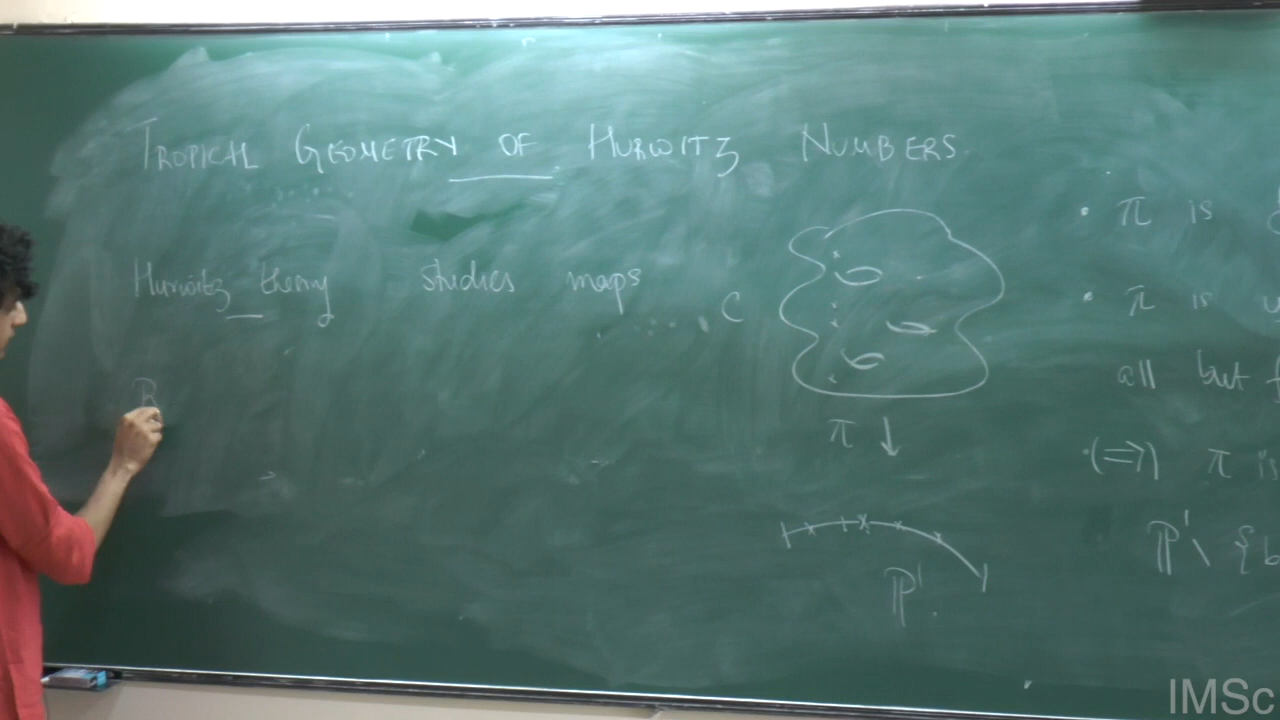 TROPICAL GEOMETRY OF HURWITZ NUMBERS
Hurwitz theory studies maps
C
π ↓
P¹
• π is
• π is
all but
(⇒) π is
P¹ \ {b
IMSc